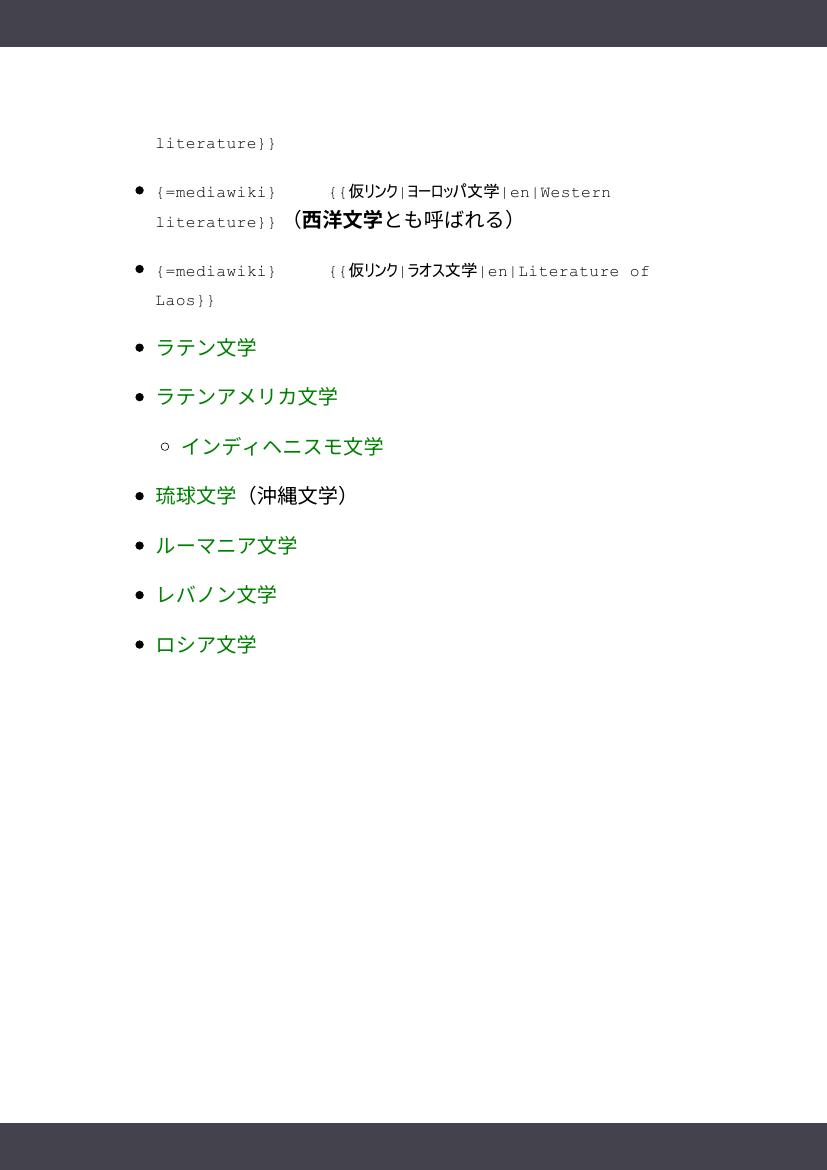 literature}}
• {=mediawiki} {{仮リンク|ヨーロッパ文学|en|Western
literature}} （西洋文学とも呼ばれる）
• {=mediawiki} {{仮リンク|ラオス文学|en|Literature of
Laos}}
• ラテン文学
• ラテンアメリカ文学
○ インディヘニスモ文学
• 琉球文学（沖縄文学）
• ルーマニア文学
• レバノン文学
• ロシア文学